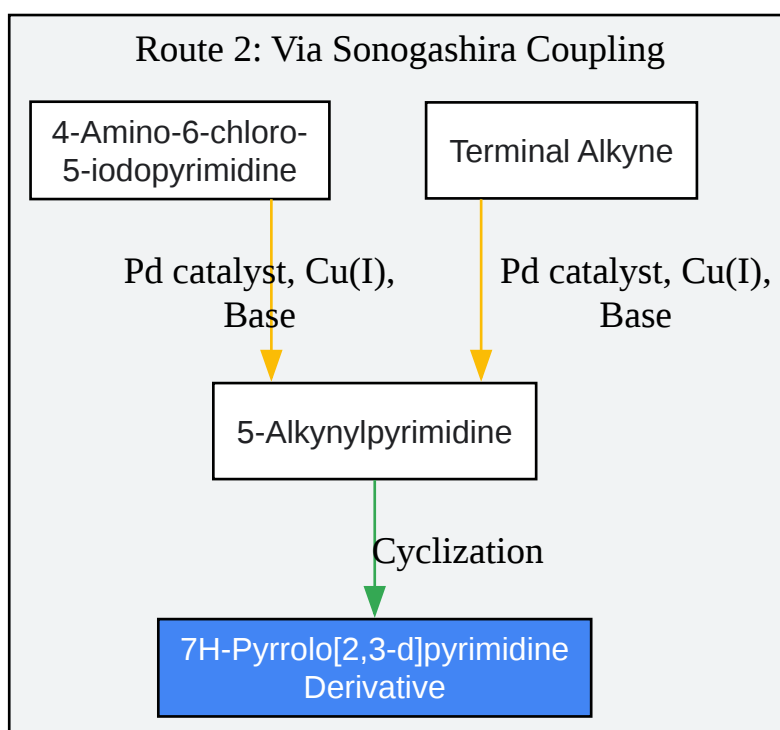 Route 2: Via Sonogashira Coupling
4-Amino-6-chloro-
5-iodopyrimidine
Terminal Alkyne
Pd catalyst, Cu(I),
Base
Pd catalyst, Cu(I),
Base
5-Alkynylpyrimidine
Cyclization
7H-Pyrrolo[2,3-d]pyrimidine
Derivative